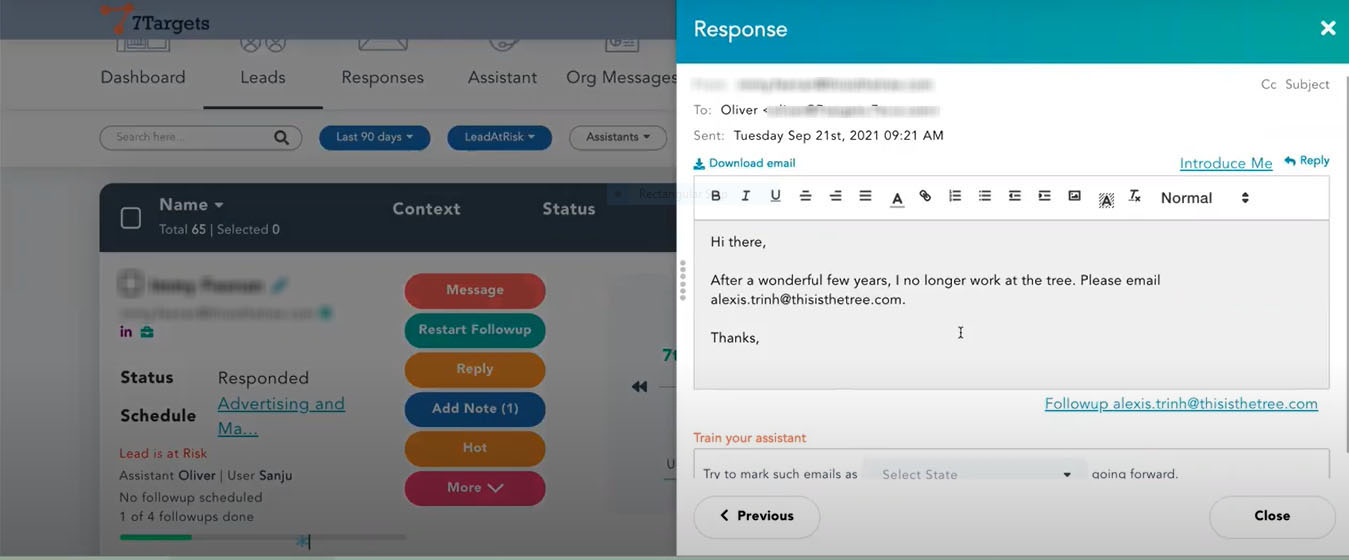 7Targets
Dashboard
Leads
Responses
Assistant
Org Messages
Search here...
Last 90 days
LeadAtRisk
Assistants
Name
Total 65 | Selected 0
Context
Status
in
Status
Responded
Schedule
Advertising and
Ma...
Lead is at Risk
Assistant Oliver | User Sanju
No followup scheduled
1 of 4 followups done
Message
Restart Followup
Reply
Add Note (1)
Hot
More
Response
Cc Subject
To: Oliver <
Sent: Tuesday Sep 21st, 2021 09:21 AM
Download email
Introduce Me
Reply
B I U A A Normal
Hi there,
After a wonderful few years, I no longer work at the tree. Please email
alexis.trinh@thisisthetree.com.
Thanks,
Followup alexis.trinh@thisisthetree.com
Train your assistant
Try to mark such emails as Select State going forward.
Previous
Close